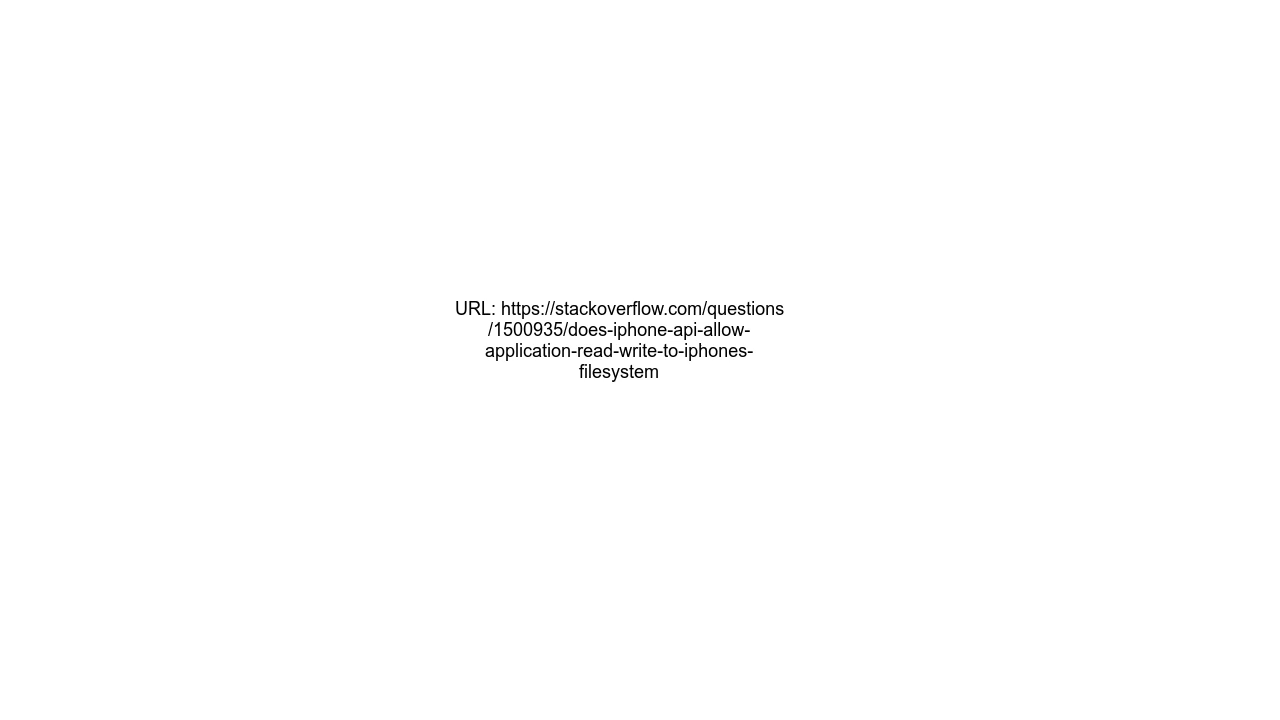 URL: https://stackoverflow.com/questions
/1500935/does-iphone-api-allow-
application-read-write-to-iphones-
filesystem